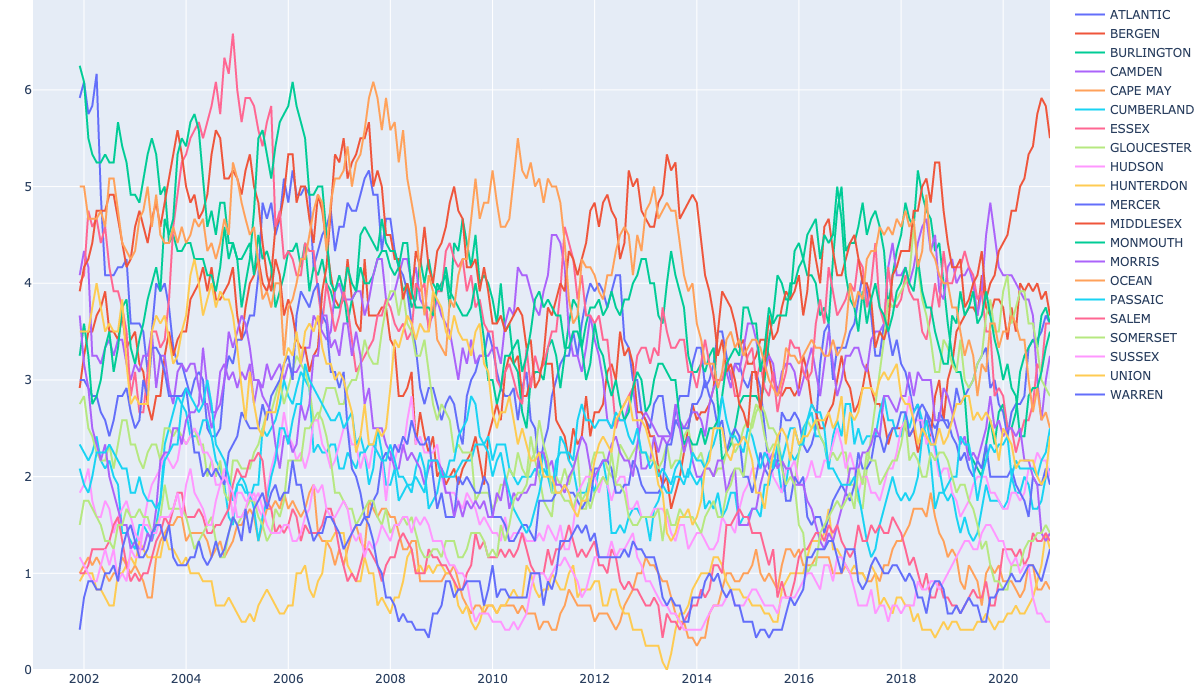 6
5
4
3
2
1
0
2002 2004 2006 2008 2010 2012 2014 2016 2018 2020
ATLANTIC
BERGEN
BURLINGTON
CAMDEN
CAPE MAY
CUMBERLAND
ESSEX
GLOUCESTER
HUDSON
HUNTERDON
MERCER
MIDDLESEX
MONMOUTH
MORRIS
OCEAN
PASSAIC
SALEM
SOMERSET
SUSSEX
UNION
WARREN